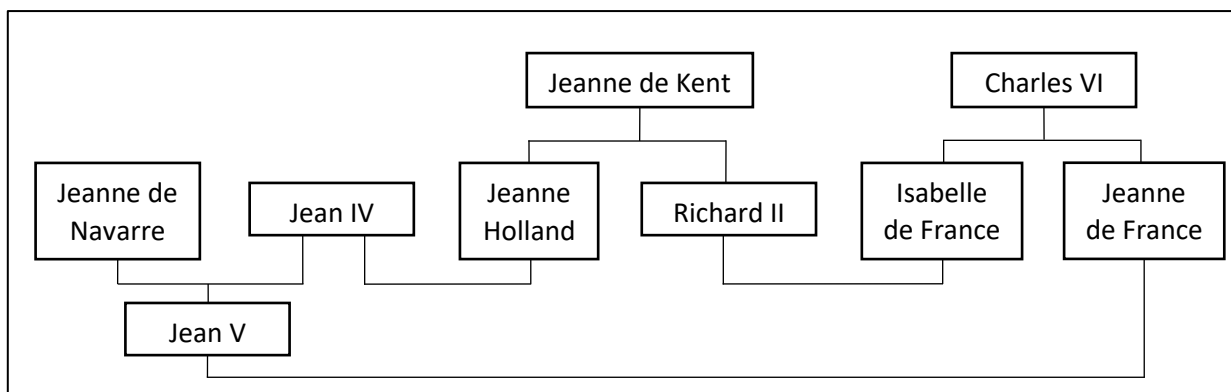 Jeanne de Kent
Charles VI
Jeanne de
Navarre
Jean IV
Jeanne
Holland
Richard II
Isabelle
de France
Jeanne
de France
Jean V